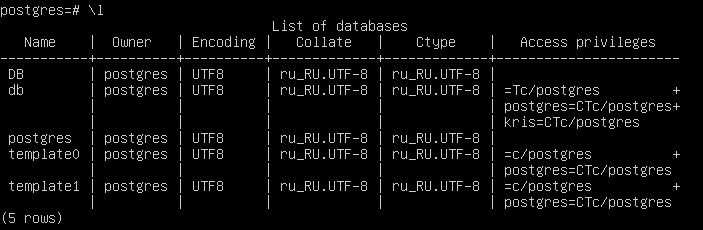 postgres=# \l
                                  List of databases
   Name    |  Owner   | Encoding |   Collate   |    Ctype    |   Access privileges
-----------+----------+----------+-------------+-------------+-----------------------
 DB        | postgres | UTF8     | ru_RU.UTF-8 | ru_RU.UTF-8 |
 db        | postgres | UTF8     | ru_RU.UTF-8 | ru_RU.UTF-8 | =Tc/postgres         +
           |          |          |             |             | postgres=CTc/postgres+
           |          |          |             |             | kris=CTc/postgres
 postgres  | postgres | UTF8     | ru_RU.UTF-8 | ru_RU.UTF-8 |
 template0 | postgres | UTF8     | ru_RU.UTF-8 | ru_RU.UTF-8 | =c/postgres          +
           |          |          |             |             | postgres=CTc/postgres
 template1 | postgres | UTF8     | ru_RU.UTF-8 | ru_RU.UTF-8 | =c/postgres          +
           |          |          |             |             | postgres=CTc/postgres
(5 rows)